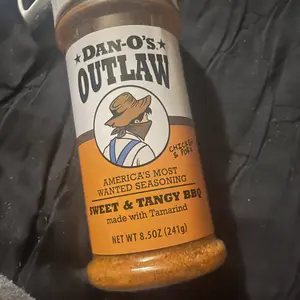 DAN-O'S
OUTLAW
CHICKEN
& PORK
AMERICA'S MOST
WANTED SEASONING
SWEET & TANGY BBQ
made with Tamarind
NET WT 8.5OZ (241g)